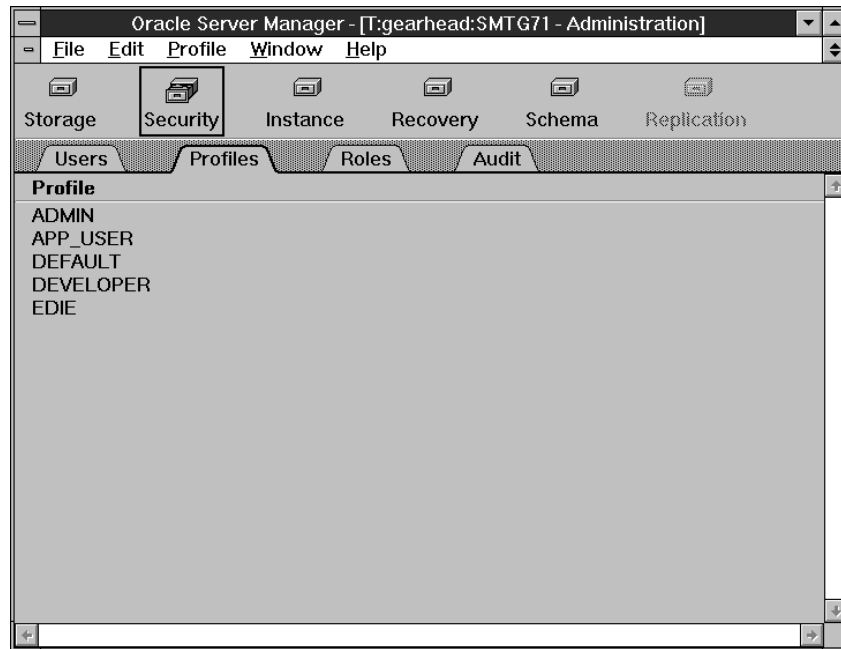 Oracle Server Manager - [T:gearhead:SMTG71 - Administration]
File Edit Profile Window Help
Storage Security Instance Recovery Schema Replication
Users Profiles Roles Audit
Profile
ADMIN
APP_USER
DEFAULT
DEVELOPER
EDIE